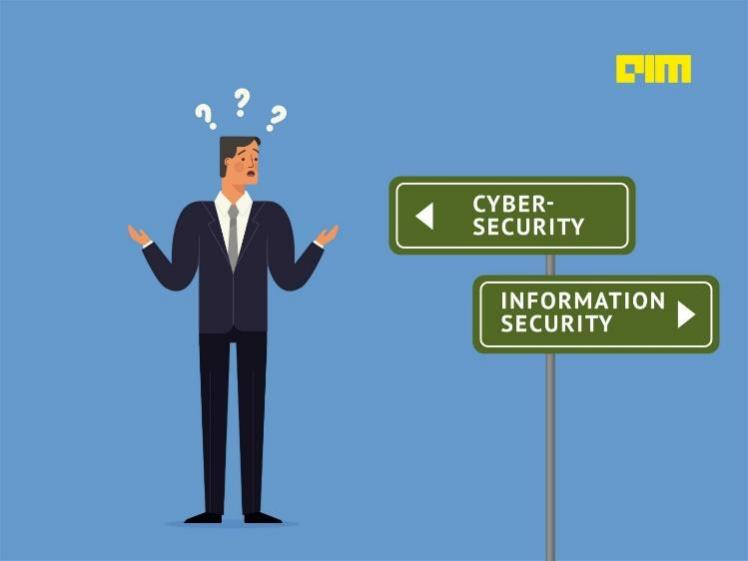 ? ? ?
AIM
CYBER-
SECURITY
INFORMATION
SECURITY